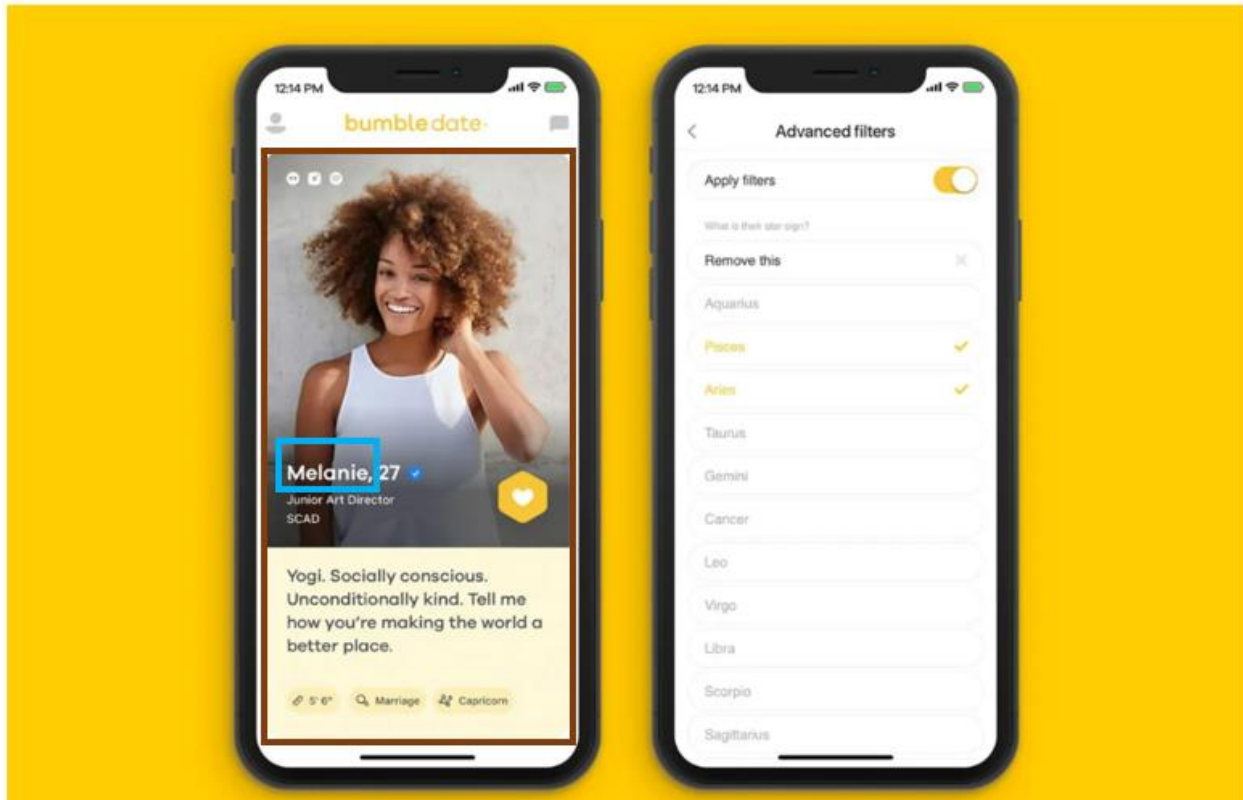 12:14 PM
bumble date
Melanie, 27
Junior Art Director
SCAD
Yogi. Socially conscious.
Unconditionally kind. Tell me
how you're making the world a
better place.
5' 6"
Marriage
Capricorn
12:14 PM
Advanced filters
Apply filters
What is their star sign?
Remove this
Aquarius
Pisces
Aries
Taurus
Gemini
Cancer
Leo
Virgo
Libra
Scorpio
Sagittarius